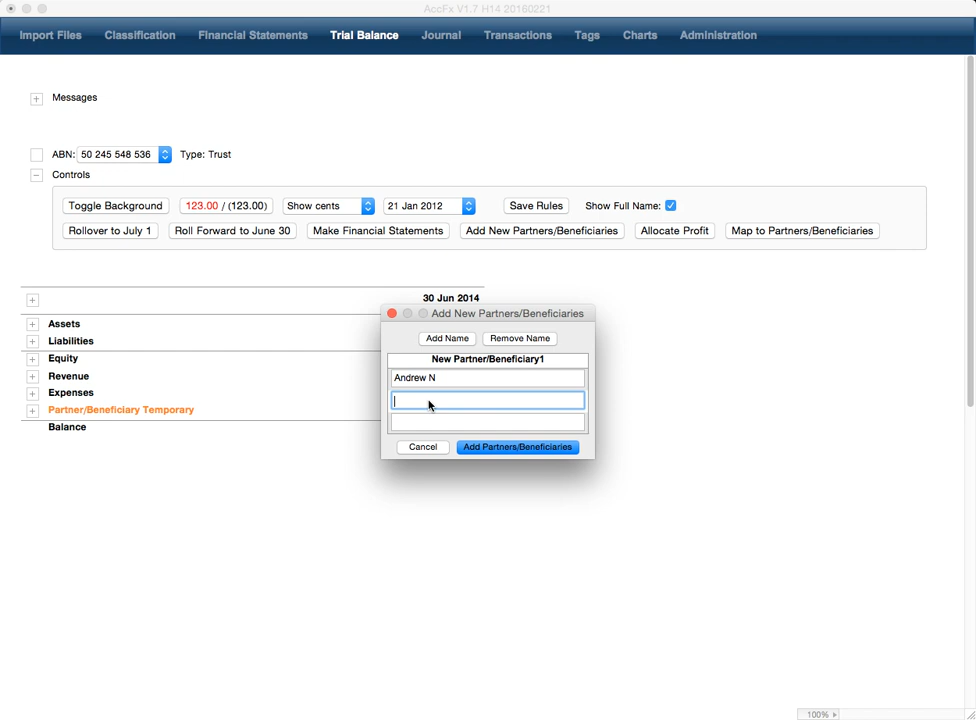 AccFx V1.7 H14 20160221
Import Files Classification Financial Statements Trial Balance Journal Transactions Tags Charts Administration
Messages
ABN: 50 245 548 536 Type: Trust
Controls
Toggle Background 123.00 / (123.00) Show cents 21 Jan 2012 Save Rules Show Full Name:
Rollover to July 1 Roll Forward to June 30 Make Financial Statements Add New Partners/Beneficiaries Allocate Profit Map to Partners/Beneficiaries
30 Jun 2014
Assets
Liabilities
Equity
Revenue
Expenses
Partner/Beneficiary Temporary
Balance
Add New Partners/Beneficiaries
Add Name Remove Name
New Partner/Beneficiary1
Andrew N
Cancel Add Partners/Beneficiaries
100%